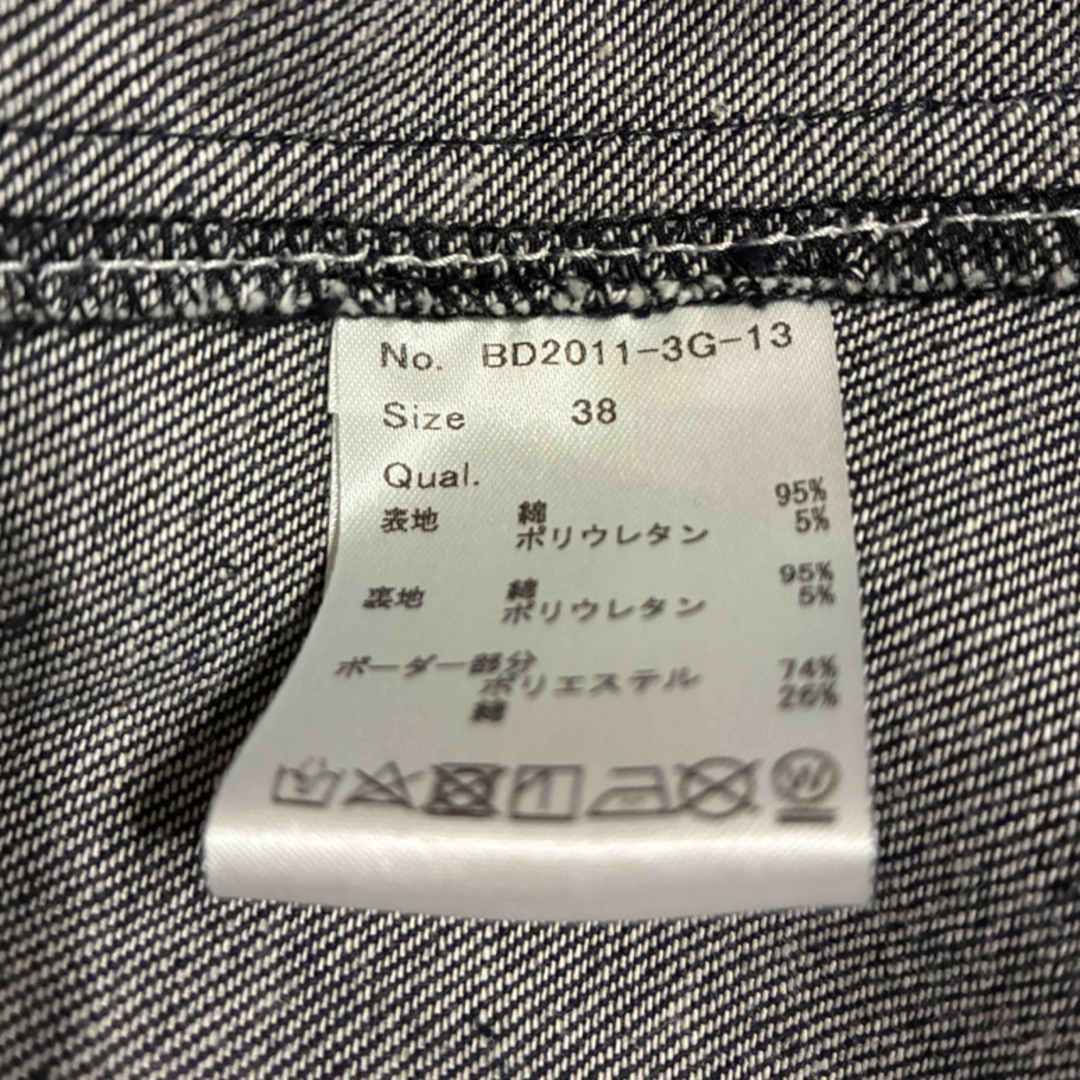 No. BD2011-3G-13
Size 38
Qual.
表地 綿 95%
ポリウレタン 5%
裏地 綿 95%
ポリウレタン 5%
ボーダー部分
ポリエステル 74%
綿 26%
W